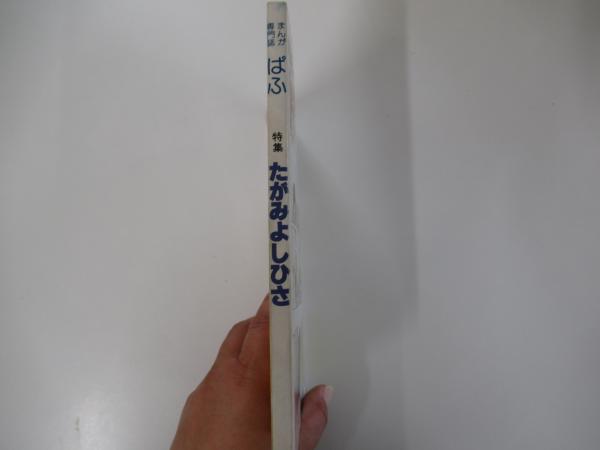 まんが
専門誌
ぱふ
特集
たがみよしひさ